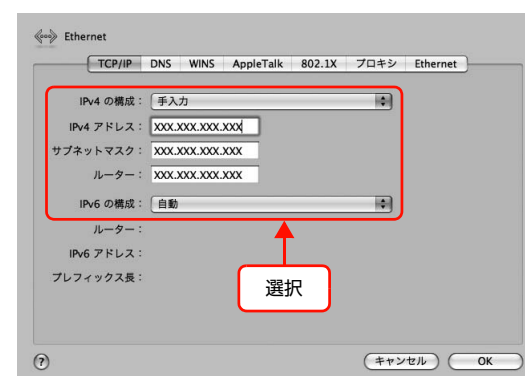 Ethernet
TCP/IP DNS WINS AppleTalk 802.1X プロキシ Ethernet
IPv4 の構成： 手入力
IPv4 アドレス： XXX.XXX.XXX.XXX
サブネットマスク： XXX.XXX.XXX.XXX
ルーター： XXX.XXX.XXX.XXX
IPv6 の構成： 自動
ルーター：
IPv6 アドレス：
プレフィックス長：
選択
? キャンセル OK